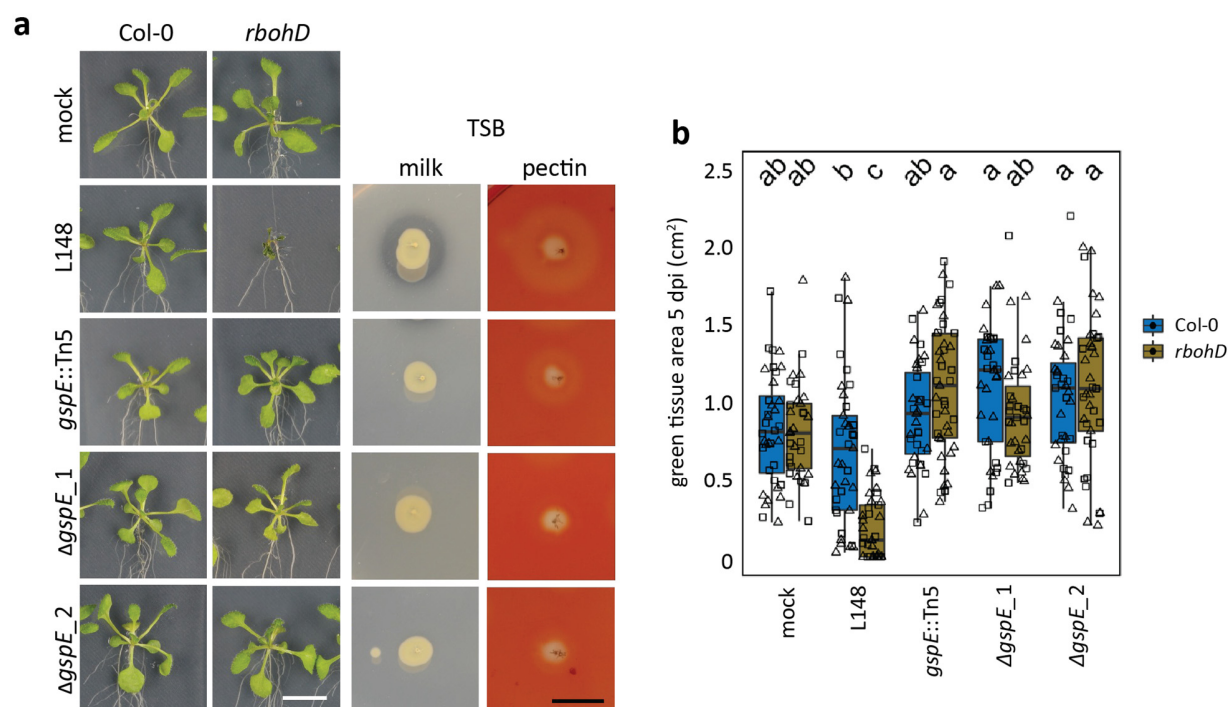 a
Col-0 rbohD
mock
L148
gspE::Tn5
ΔgspE_1
ΔgspE_2
TSB
milk pectin
b
green tissue area 5 dpi (cm²)
2.5
2.0
1.5
1.0
0.5
0
ab ab b c ab a a ab a a
mock L148 gspE::Tn5 ΔgspE_1 ΔgspE_2
Col-0
rbohD